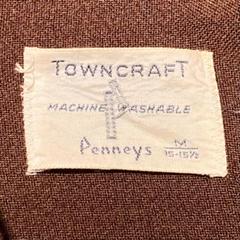 TOWNCRAFT
MACHINE WASHABLE
Penneys
M
15-15½